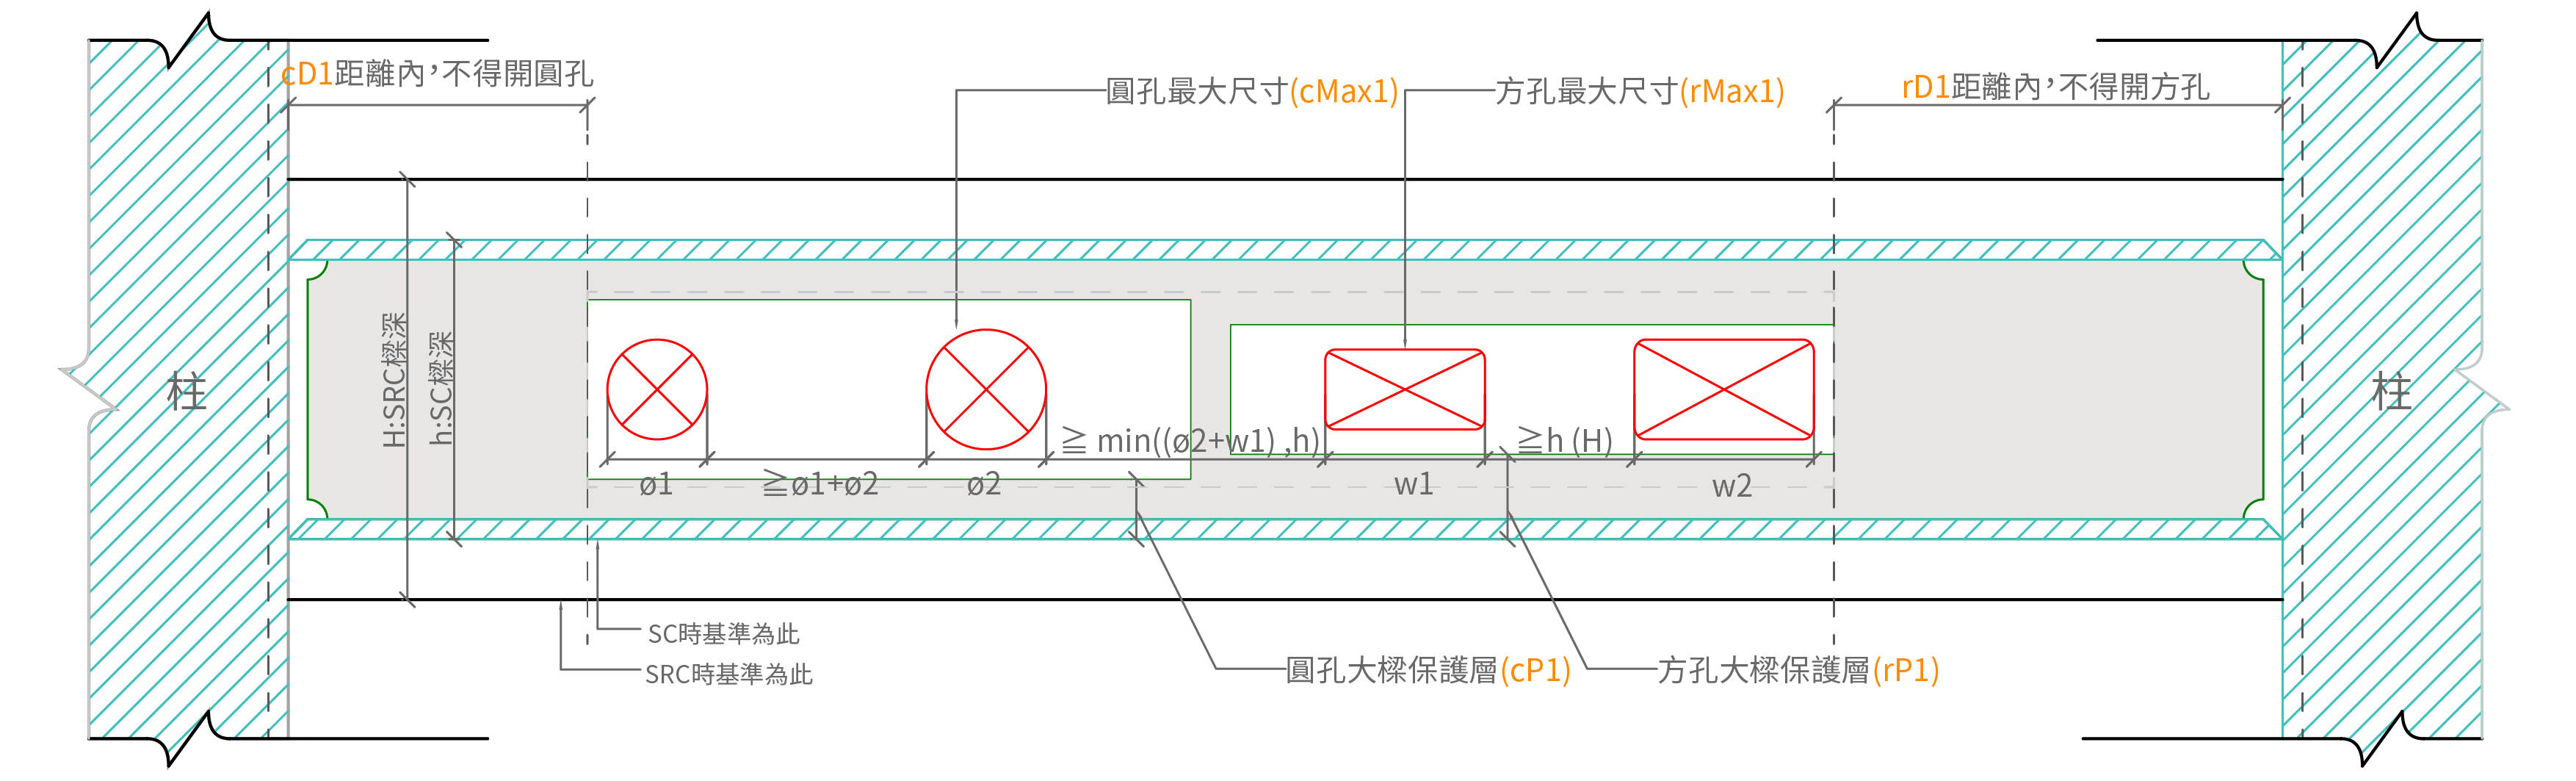 cD1距離內,不得開圓孔
圓孔最大尺寸(cMax1)
方孔最大尺寸(rMax1)
rD1距離內,不得開方孔
柱
H:SRC樑深
h:SC樑深
≧ min((ø2+w1) ,h)
≧h (H)
柱
ø1
≧ø1+ø2
ø2
w1
w2
SC時基準為此
SRC時基準為此
圓孔大樑保護層(cP1)
方孔大樑保護層(rP1)